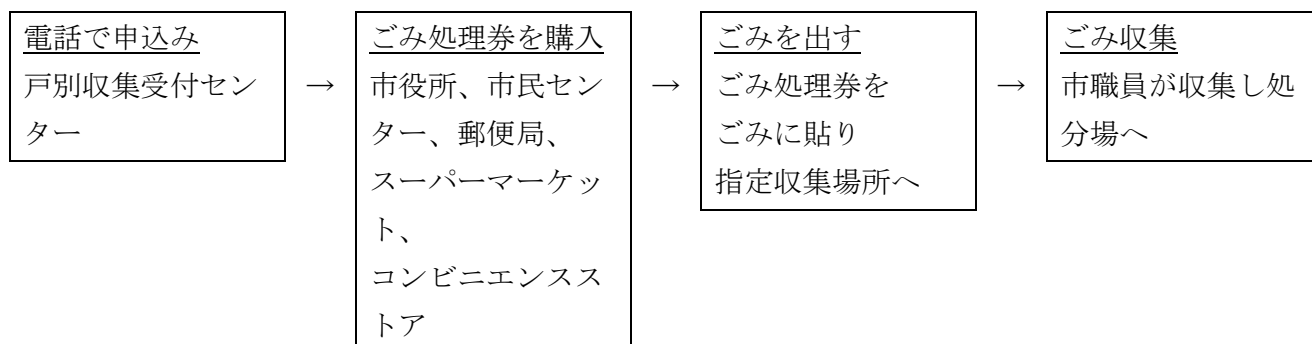 電話で申込み
戸別収集受付セン
ター
→
ごみ処理券を購入
市役所、市民セン
ター、郵便局、
スーパーマーケッ
ト、
コンビニエンスス
トア
→
ごみを出す
ごみ処理券を
ごみに貼り
指定収集場所へ
→
ごみ収集
市職員が収集し処
分場へ